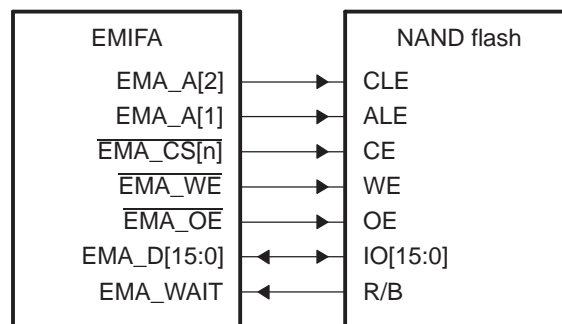 EMIFA NAND flash
EMA_A[2] CLE
EMA_A[1] ALE
EMA_CS[n] CE
EMA_WE WE
EMA_OE OE
EMA_D[15:0] IO[15:0]
EMA_WAIT R/B